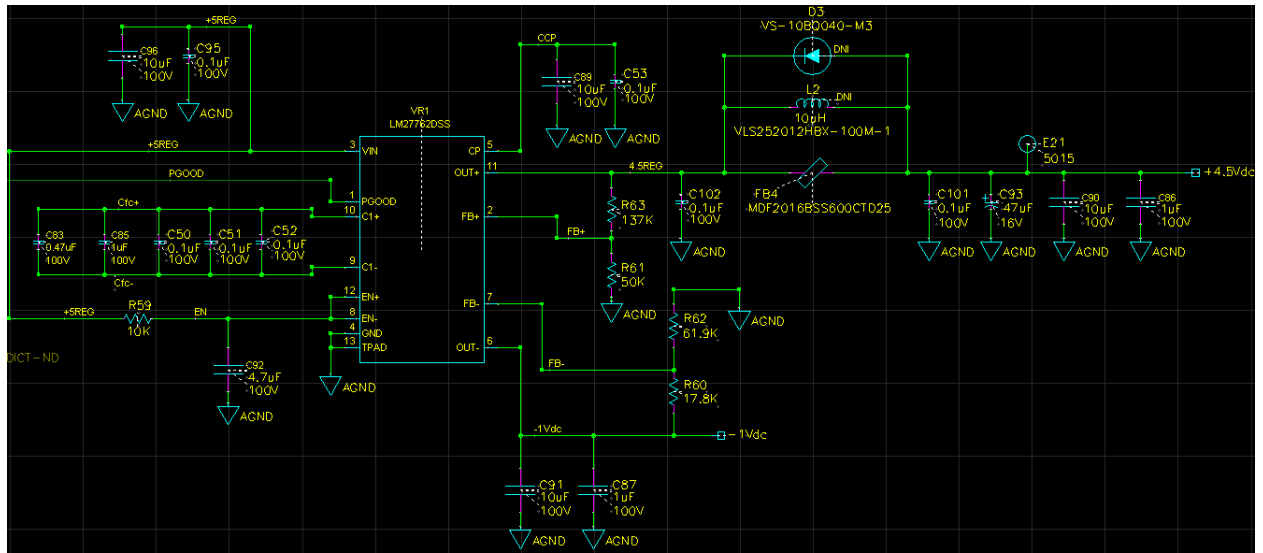 +5REG
C96
10uF
100V
C95
0.1uF
100V
AGND
AGND
+5REG
PGOOD
Cfc+
C83
0.47uF
100V
C85
1uF
100V
C50
0.1uF
100V
C51
0.1uF
100V
C52
0.1uF
100V
Cfc-
+5REG
R59
10K
EN
DICT-ND
C92
4.7uF
100V
AGND
VR1
LM27762DSS
3
VIN
1
PGOOD
10
C1+
9
C1-
12
EN+
8
EN-
4
GND
13
TPAD
AGND
5
CP
11
OUT+
2
FB+
7
FB-
6
OUT-
CCP
C89
10uF
100V
C53
0.1uF
100V
AGND
AGND
4.5REG
R63
137K
FB+
R61
50K
AGND
C102
0.1uF
100V
AGND
D3
VS-10BQ040-M3
DNI
L2
DNI
10uH
VLS252012HBX-100M-1
FB4
MDF2016BSS600CTD25
E21
5015
+4.5Vdc
C101
0.1uF
100V
AGND
C93
47uF
16V
AGND
C90
10uF
100V
AGND
C86
1uF
100V
AGND
R62
61.9K
AGND
FB-
R60
17.8K
-1Vdc
-1Vdc
C91
10uF
100V
AGND
C87
1uF
100V
AGND